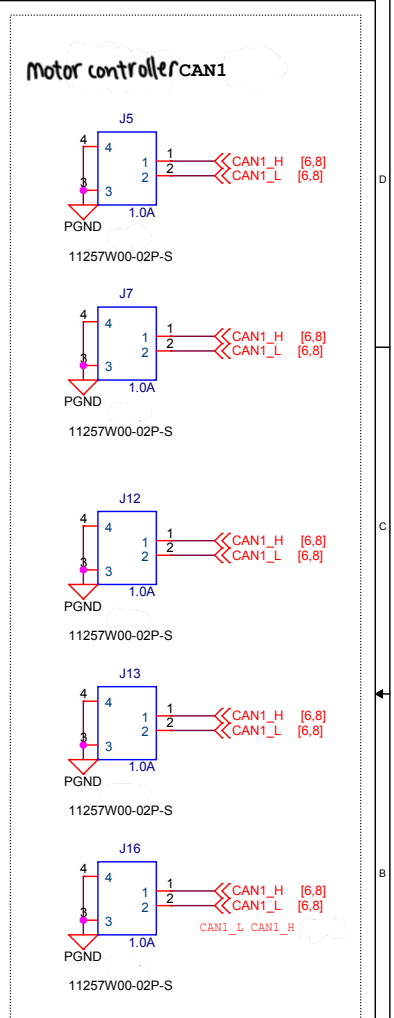 Motor controller CAN1
J5
4 4
1 1 CAN1_H [6,8]
2 2 CAN1_L [6,8]
3 3
1.0A
PGND
11257W00-02P-S
D
J7
4 4
1 1 CAN1_H [6,8]
2 2 CAN1_L [6,8]
3 3
1.0A
PGND
11257W00-02P-S
J12
4 4
C
1 1 CAN1_H [6,8]
2 2 CAN1_L [6,8]
3 3
1.0A
PGND
11257W00-02P-S
J13
4 4
1 1 CAN1_H [6,8]
2 2 CAN1_L [6,8]
3 3
1.0A
PGND
11257W00-02P-S
J16
4 4
B
1 1 CAN1_H [6,8]
2 2 CAN1_L [6,8]
3 3
CAN1_L CAN1_H
1.0A
PGND
11257W00-02P-S